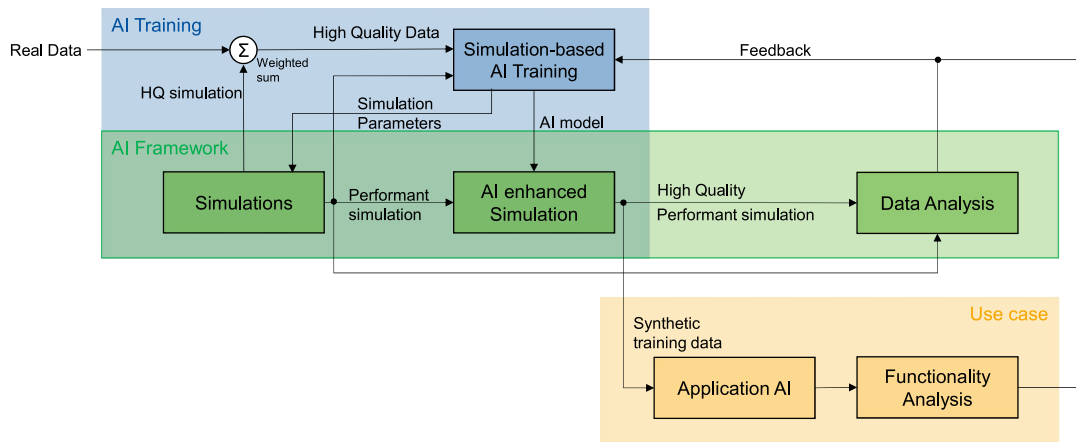 AI Training
Real Data
High Quality Data
Σ
Weighted
sum
Simulation-based
AI Training
Feedback
HQ simulation
Simulation
Parameters
AI model
AI Framework
Simulations
Performant
simulation
AI enhanced
Simulation
High Quality
Performant simulation
Data Analysis
Use case
Synthetic
training data
Application AI
Functionality
Analysis